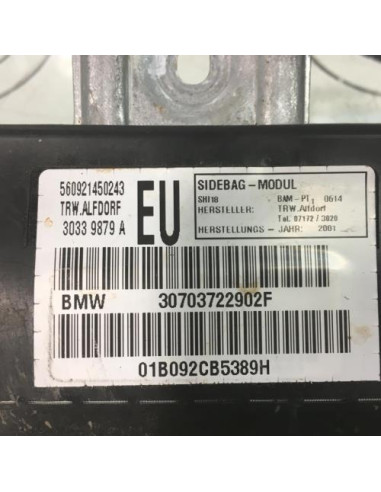 560921450243
TRW.ALFDORF
3033 9879 A
EU
SIDEBAG-MODUL
SHI18 BAM-PT1 0614
HERSTELLER: TRW.Alfdorf
Tel. 07172 / 3020
HERSTELLUNGS - JAHR: 2001
BMW 30703722902F
01B092CB5389H